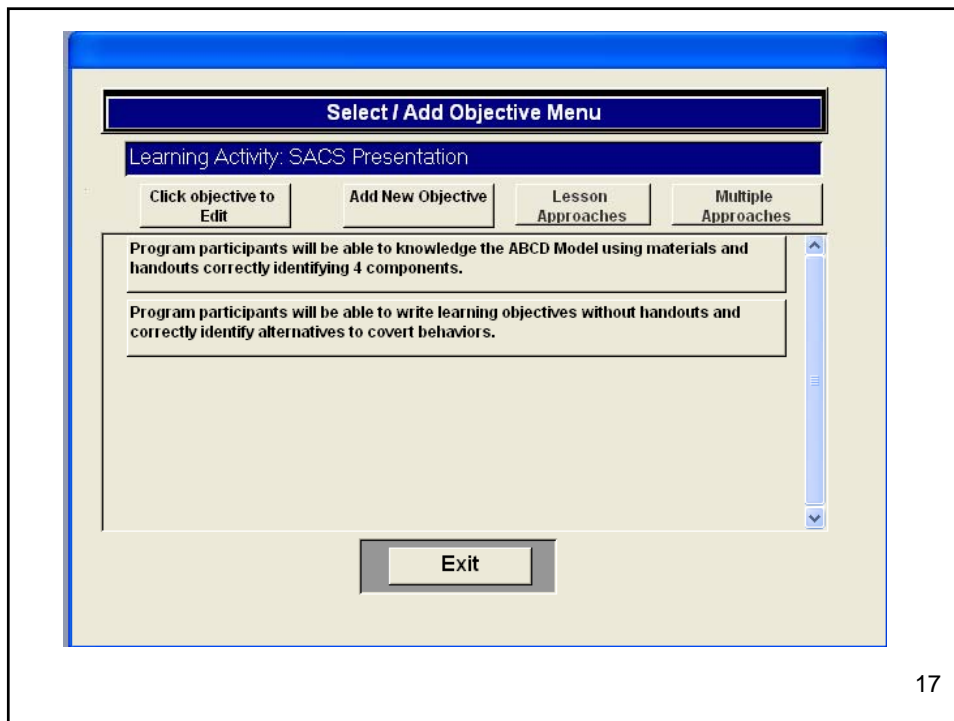 Select / Add Objective Menu
Learning Activity: SACS Presentation
Click objective to
Edit
Add New Objective
Lesson
Approaches
Multiple
Approaches
Program participants will be able to knowledge the ABCD Model using materials and
handouts correctly identifying 4 components.
Program participants will be able to write learning objectives without handouts and
correctly identify alternatives to covert behaviors.
Exit
17